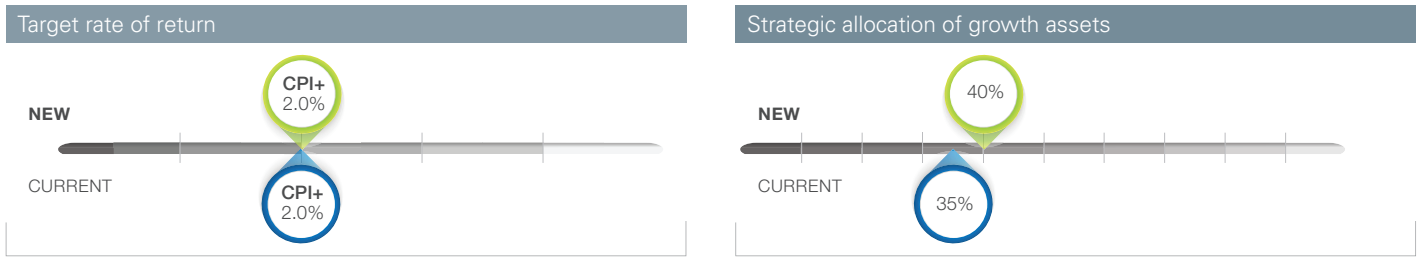 Target rate of return
CPI+
2.0%
NEW
CURRENT
CPI+
2.0%
Strategic allocation of growth assets
40%
NEW
CURRENT
35%